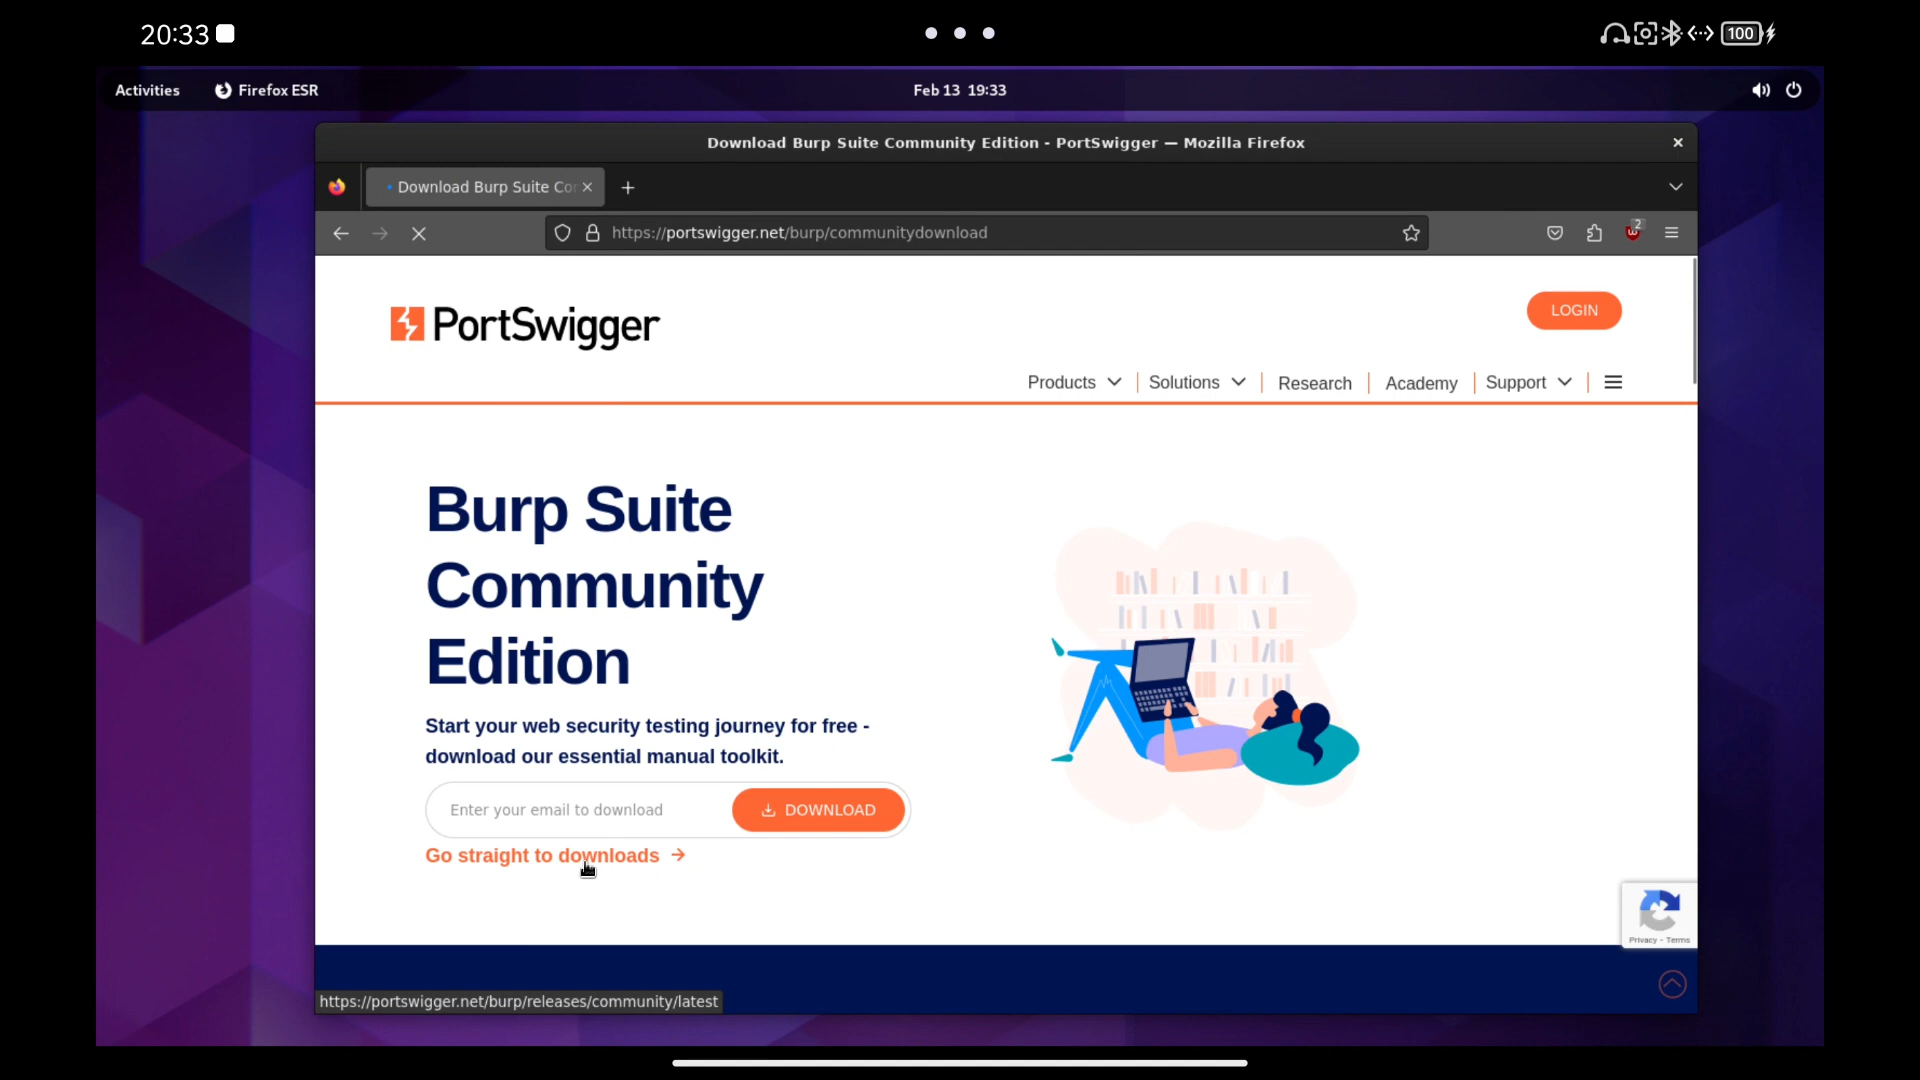 20:33
100
Activities
Firefox ESR
Feb 13 19:33
Download Burp Suite Community Edition - PortSwigger — Mozilla Firefox
Download Burp Suite Co
https://portswigger.net/burp/communitydownload
2
PortSwigger
LOGIN
Products
Solutions
Research
Academy
Support
Burp Suite
Community
Edition
Start your web security testing journey for free -
download our essential manual toolkit.
Enter your email to download
DOWNLOAD
Go straight to downloads
Privacy - Terms
https://portswigger.net/burp/releases/community/latest